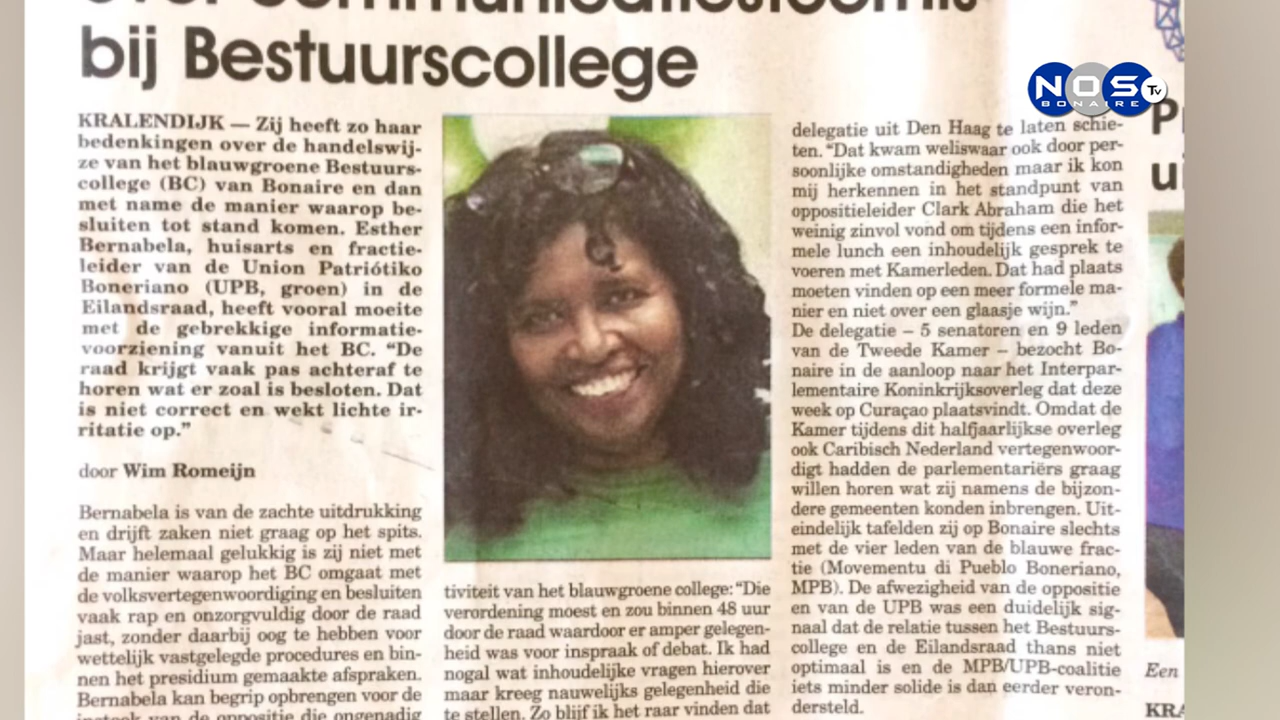 bij Bestuurscollege
NOS TV
BONAIRE
KRALENDIJK — Zij heeft zo haar
bedenkingen over de handelswij-
ze van het blauwgroene Bestuurs-
college (BC) van Bonaire en dan
met name de manier waarop be-
sluiten tot stand komen. Esther
Bernabela, huisarts en fractie-
leider van de Union Patriótiko
Boneriano (UPB, groen) in de
Eilandsraad, heeft vooral moeite
met de gebrekkige informatie-
voorziening vanuit het BC. “De
raad krijgt vaak pas achteraf te
horen wat er zoal is besloten. Dat
is niet correct en wekt lichte ir-
ritatie op.”
door Wim Romeijn
Bernabela is van de zachte uitdrukking
en drijft zaken niet graag op het spits.
Maar helemaal gelukkig is zij niet met
de manier waarop het BC omgaat met
de volksvertegenwoordiging en besluiten
vaak rap en onzorgvuldig door de raad
jast, zonder daarbij oog te hebben voor
wettelijk vastgelegde procedures en bin-
nen het presidium gemaakte afspraken.
Bernabela kan begrip opbrengen voor de
insteek van de oppositie die ongenadig
tiviteit van het blauwgroene college: “Die
verordening moest en zou binnen 48 uur
door de raad waardoor er amper gelegen-
heid was voor inspraak of debat. Ik had
nogal wat inhoudelijke vragen hierover
maar kreeg nauwelijks gelegenheid die
te stellen. Zo blijf ik het raar vinden dat
delegatie uit Den Haag te laten schie-
ten. “Dat kwam weliswaar ook door per-
soonlijke omstandigheden maar ik kon
mij herkennen in het standpunt van
oppositieleider Clark Abraham die het
weinig zinvol vond om tijdens een infor-
mele lunch een inhoudelijk gesprek te
voeren met Kamerleden. Dat had plaats
moeten vinden op een meer formele ma-
nier en niet over een glaasje wijn.”
De delegatie – 5 senatoren en 9 leden
van de Tweede Kamer – bezocht Bo-
naire in de aanloop naar het Interpar-
lementaire Koninkrijksoverleg dat deze
week op Curaçao plaatsvindt. Omdat de
Kamer tijdens dit halfjaarlijkse overleg
ook Caribisch Nederland vertegenwoor-
digt hadden de parlementariërs graag
willen horen wat zij namens de bijzon-
dere gemeenten konden inbrengen. Uit-
eindelijk tafelden zij op Bonaire slechts
met de vier leden van de blauwe frac-
tie (Movementu di Pueblo Boneriano,
MPB). De afwezigheid van de oppositie
en van de UPB was een duidelijk sig-
naal dat de relatie tussen het Bestuurs-
college en de Eilandsraad thans niet
optimaal is en de MPB/UPB-coalitie
iets minder solide is dan eerder veron-
dersteld.
Een